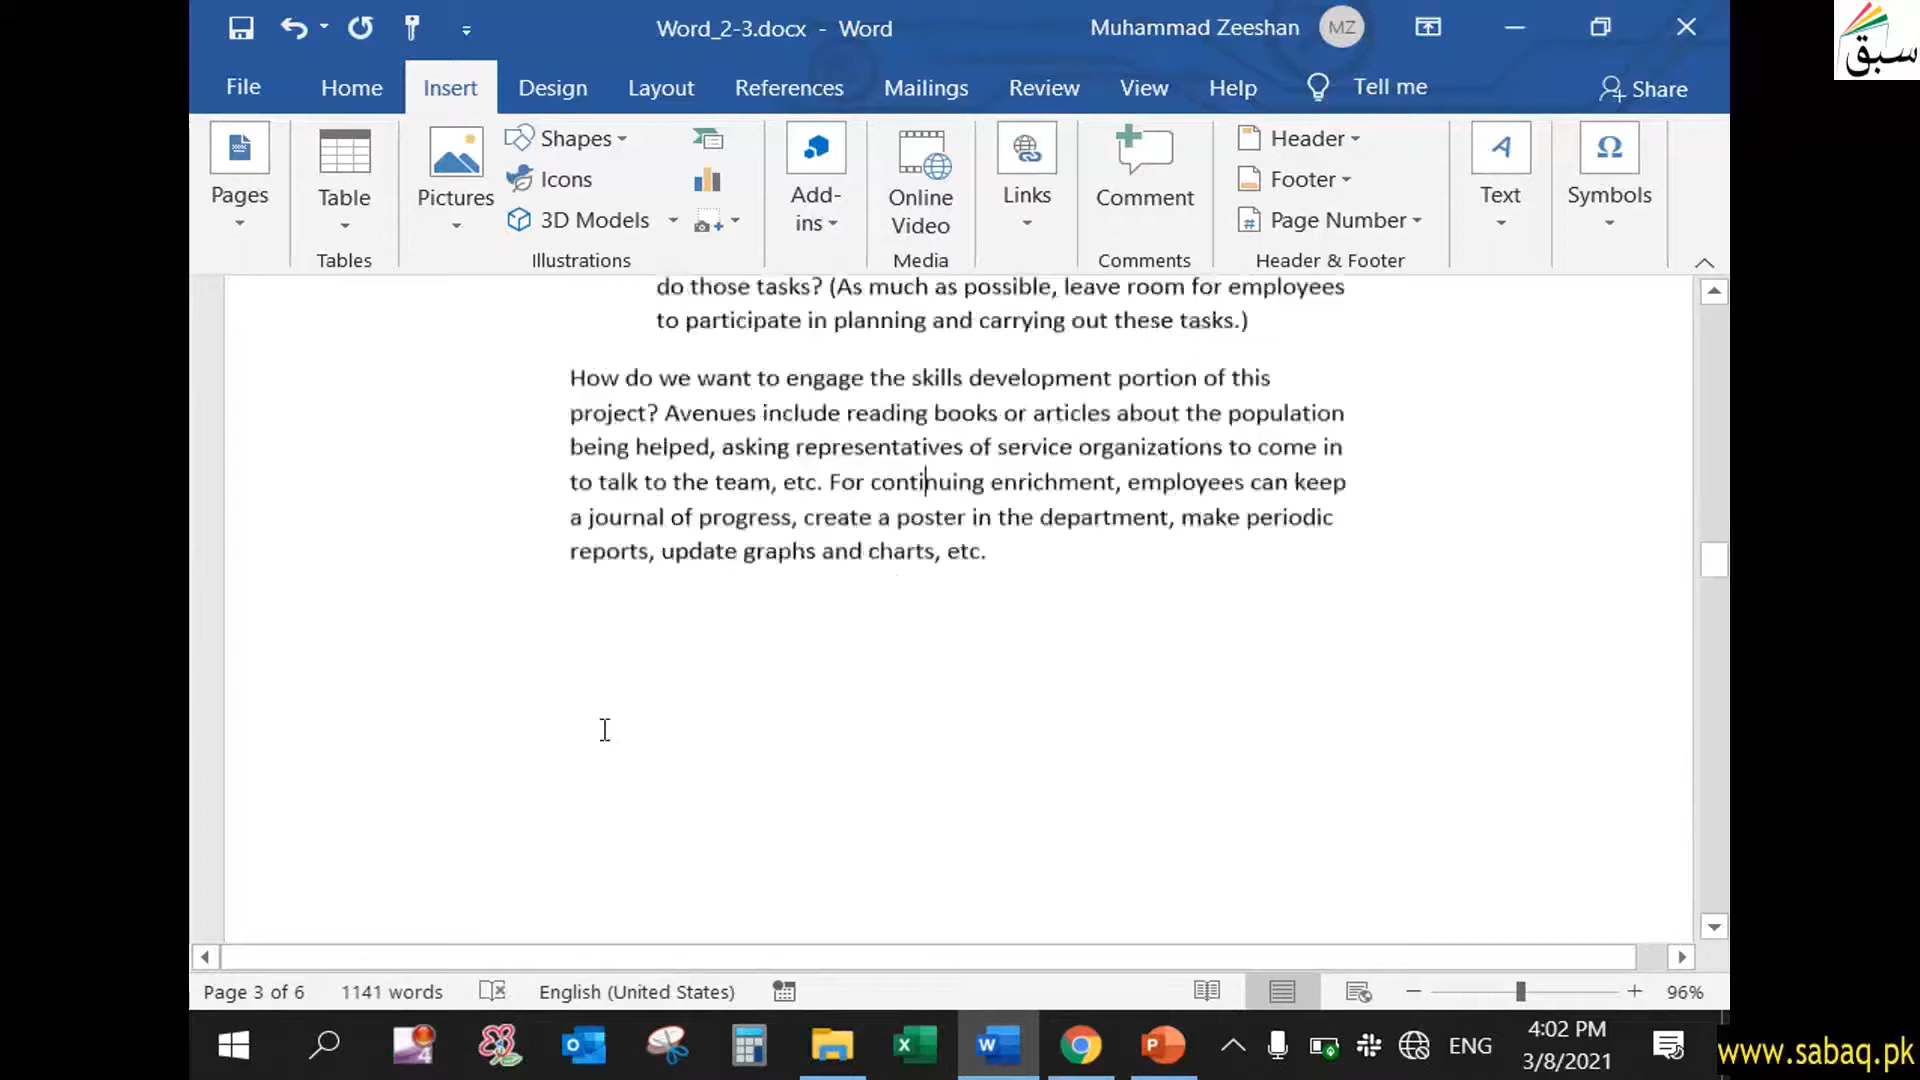 Word_2-3.docx - Word
Muhammad Zeeshan
MZ
سبق
File
Home
Insert
Design
Layout
References
Mailings
Review
View
Help
Tell me
Share
Pages
Table
Pictures
Shapes
Icons
3D Models
Add-
ins
Online
Video
Links
Comment
Header
Footer
Page Number
Text
Symbols
Tables
Illustrations
Media
Comments
Header & Footer
do those tasks? (As much as possible, leave room for employees
to participate in planning and carrying out these tasks.)
How do we want to engage the skills development portion of this
project? Avenues include reading books or articles about the population
being helped, asking representatives of service organizations to come in
to talk to the team, etc. For continuing enrichment, employees can keep
a journal of progress, create a poster in the department, make periodic
reports, update graphs and charts, etc.
Page 3 of 6
1141 words
English (United States)
96%
ENG
4:02 PM
3/8/2021
www.sabaq.pk